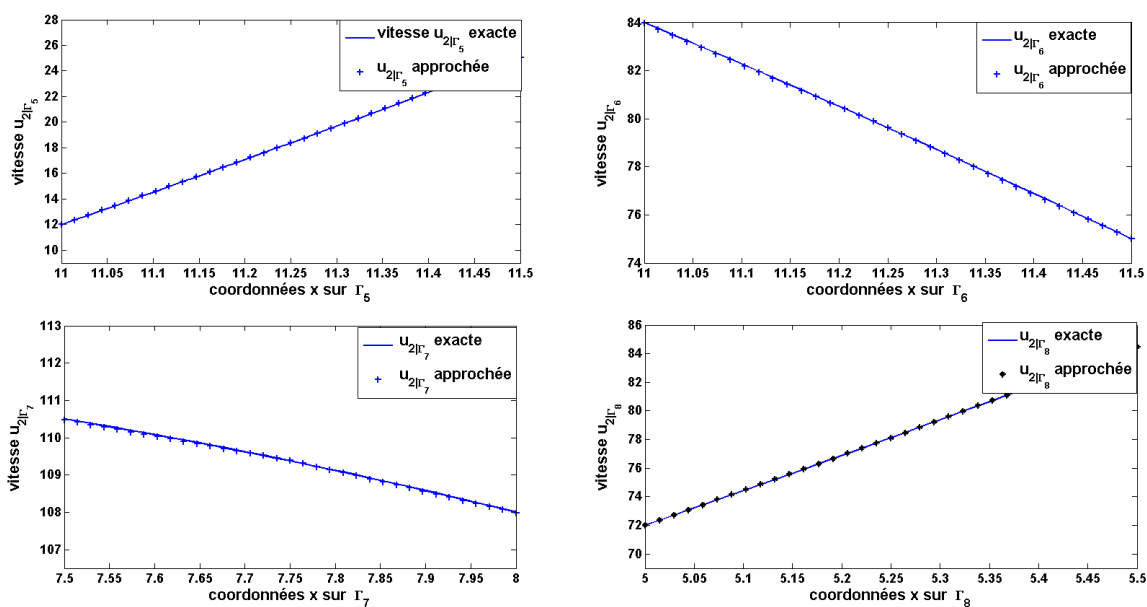 28
26
24
22
20
18
16
14
12
10
vitesse u2|Γ5
vitesse u2|Γ5 exacte
u2|Γ5 approchée
11 11.05 11.1 11.15 11.2 11.25 11.3 11.35 11.4 11.45 11.5
coordonnées x sur Γ5
84
82
80
78
76
74
vitesse u2|Γ6
u2|Γ6 exacte
u2|Γ6 approchée
11 11.05 11.1 11.15 11.2 11.25 11.3 11.35 11.4 11.45 11.5
coordonnées x sur Γ6
113
112
111
110
109
108
107
vitesse u2|Γ7
u2|Γ7 exacte
u2|Γ7 approchée
7.5 7.55 7.6 7.65 7.7 7.75 7.8 7.85 7.9 7.95 8
coordonnées x sur Γ7
86
84
82
80
78
76
74
72
70
vitesse u2|Γ8
u2|Γ8 exacte
u2|Γ8 approchée
5 5.05 5.1 5.15 5.2 5.25 5.3 5.35 5.4 5.45 5.5
coordonnées x sur Γ8